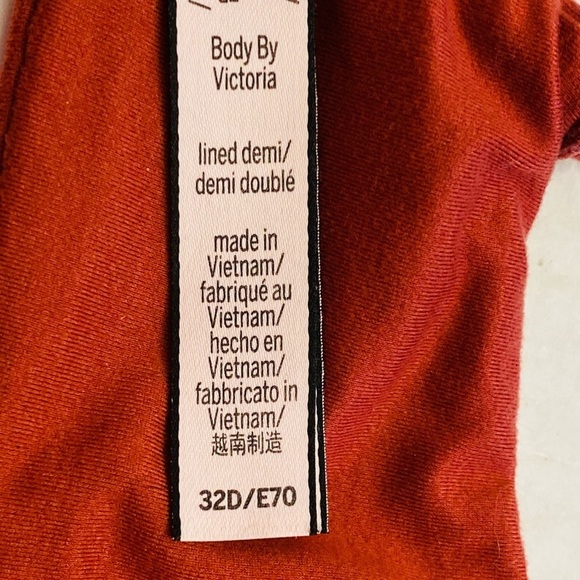 Body By
Victoria
lined demi/
demi doublé
made in
Vietnam/
fabriqué au
Vietnam/
hecho en
Vietnam/
fabbricato in
Vietnam/
越南制造
32D/E70